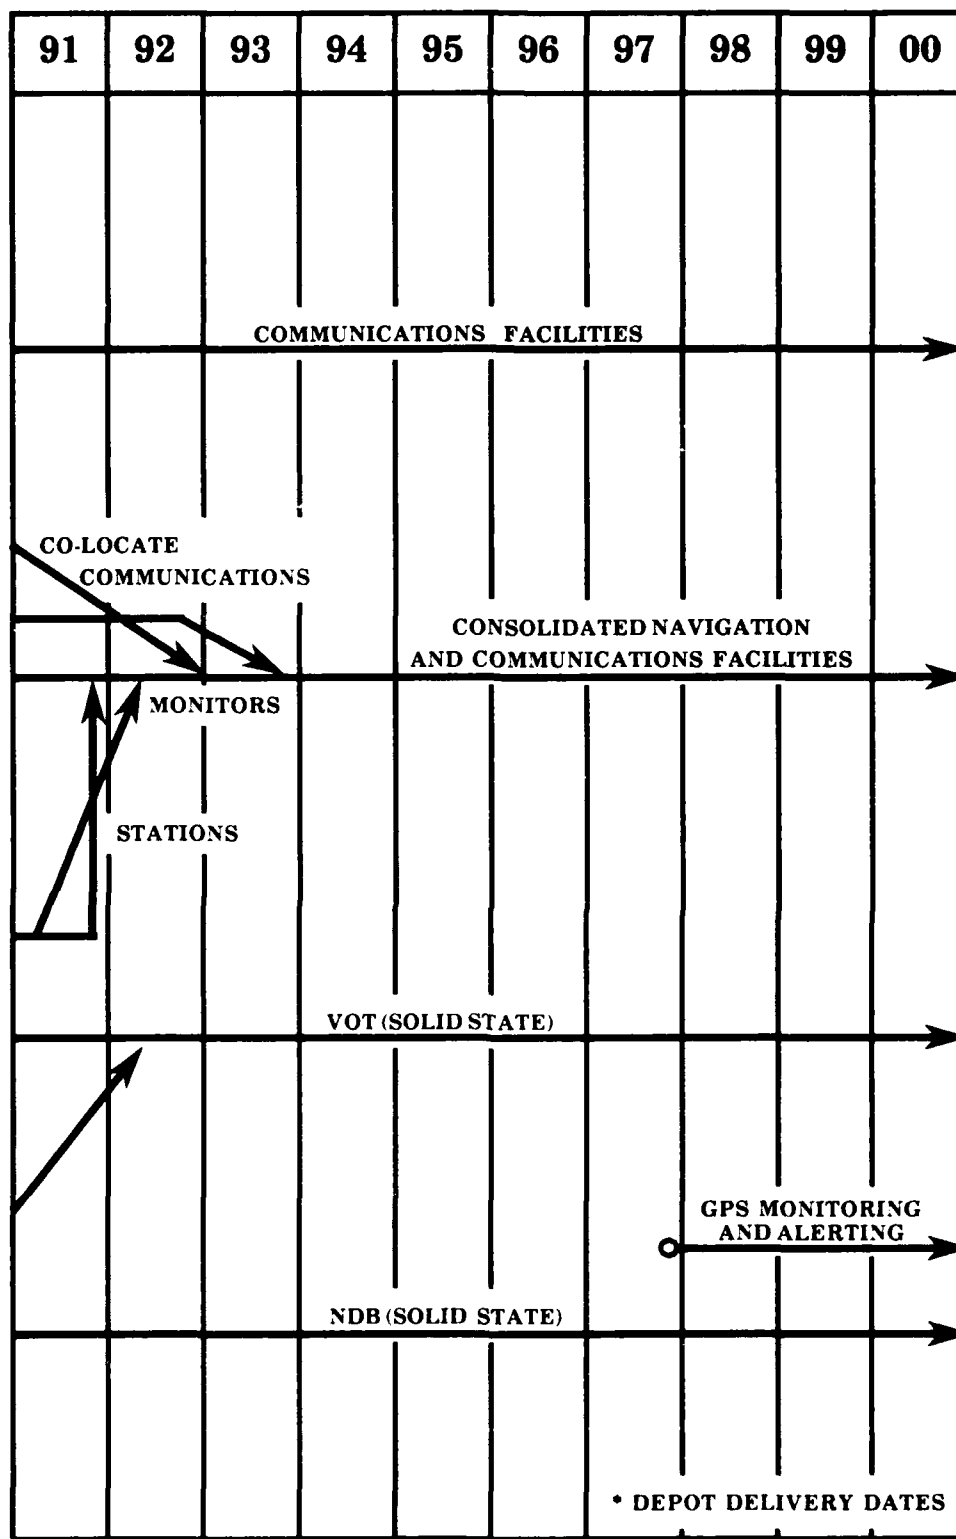 91 92 93 94 95 96 97 98 99 00
COMMUNICATIONS FACILITIES
CO-LOCATE
COMMUNICATIONS
CONSOLIDATED NAVIGATION
AND COMMUNICATIONS FACILITIES
MONITORS
STATIONS
VOT (SOLID STATE)
GPS MONITORING
AND ALERTING
NDB (SOLID STATE)
* DEPOT DELIVERY DATES